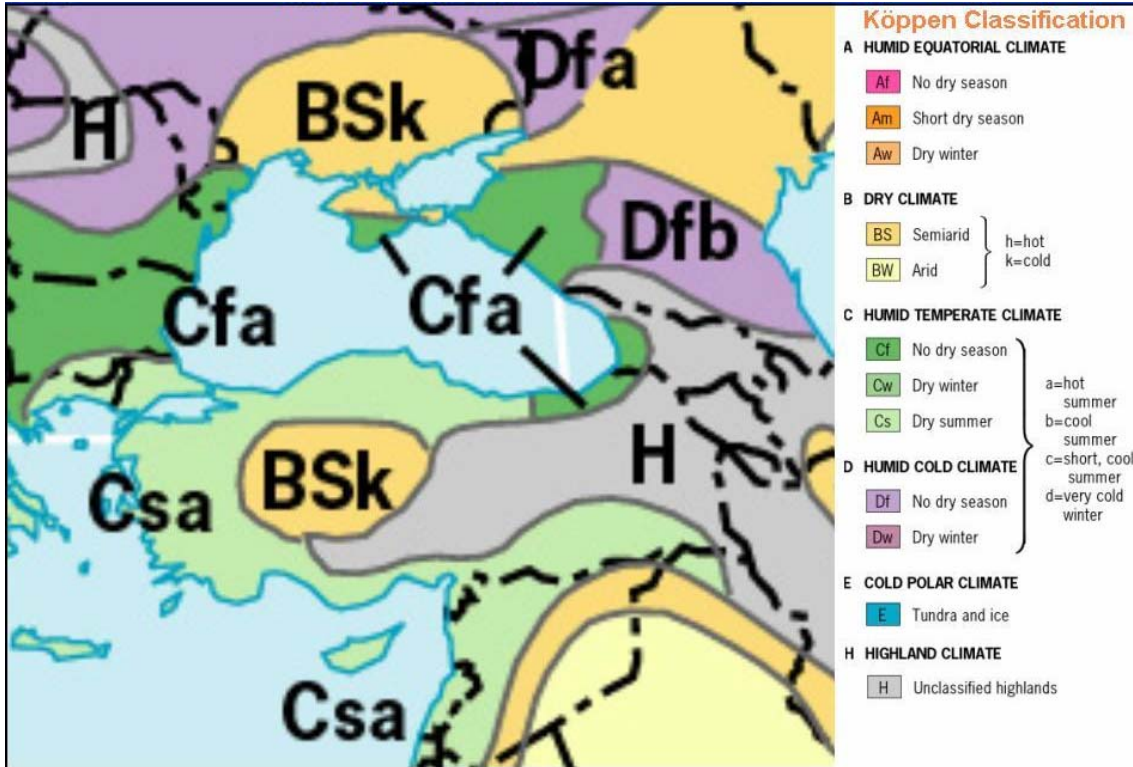 Dfa
BSk
H
Dfb
Cfa
Cfa
H
BSk
Csa
Csa
Köppen Classification
A HUMID EQUATORIAL CLIMATE
Af No dry season
Am Short dry season
Aw Dry winter
B DRY CLIMATE
BS Semiarid
BW Arid
h=hot
k=cold
C HUMID TEMPERATE CLIMATE
Cf No dry season
Cw Dry winter
Cs Dry summer
D HUMID COLD CLIMATE
Df No dry season
Dw Dry winter
a=hot
summer
b=cool
summer
c=short, cool
summer
d=very cold
winter
E COLD POLAR CLIMATE
E Tundra and ice
H HIGHLAND CLIMATE
H Unclassified highlands